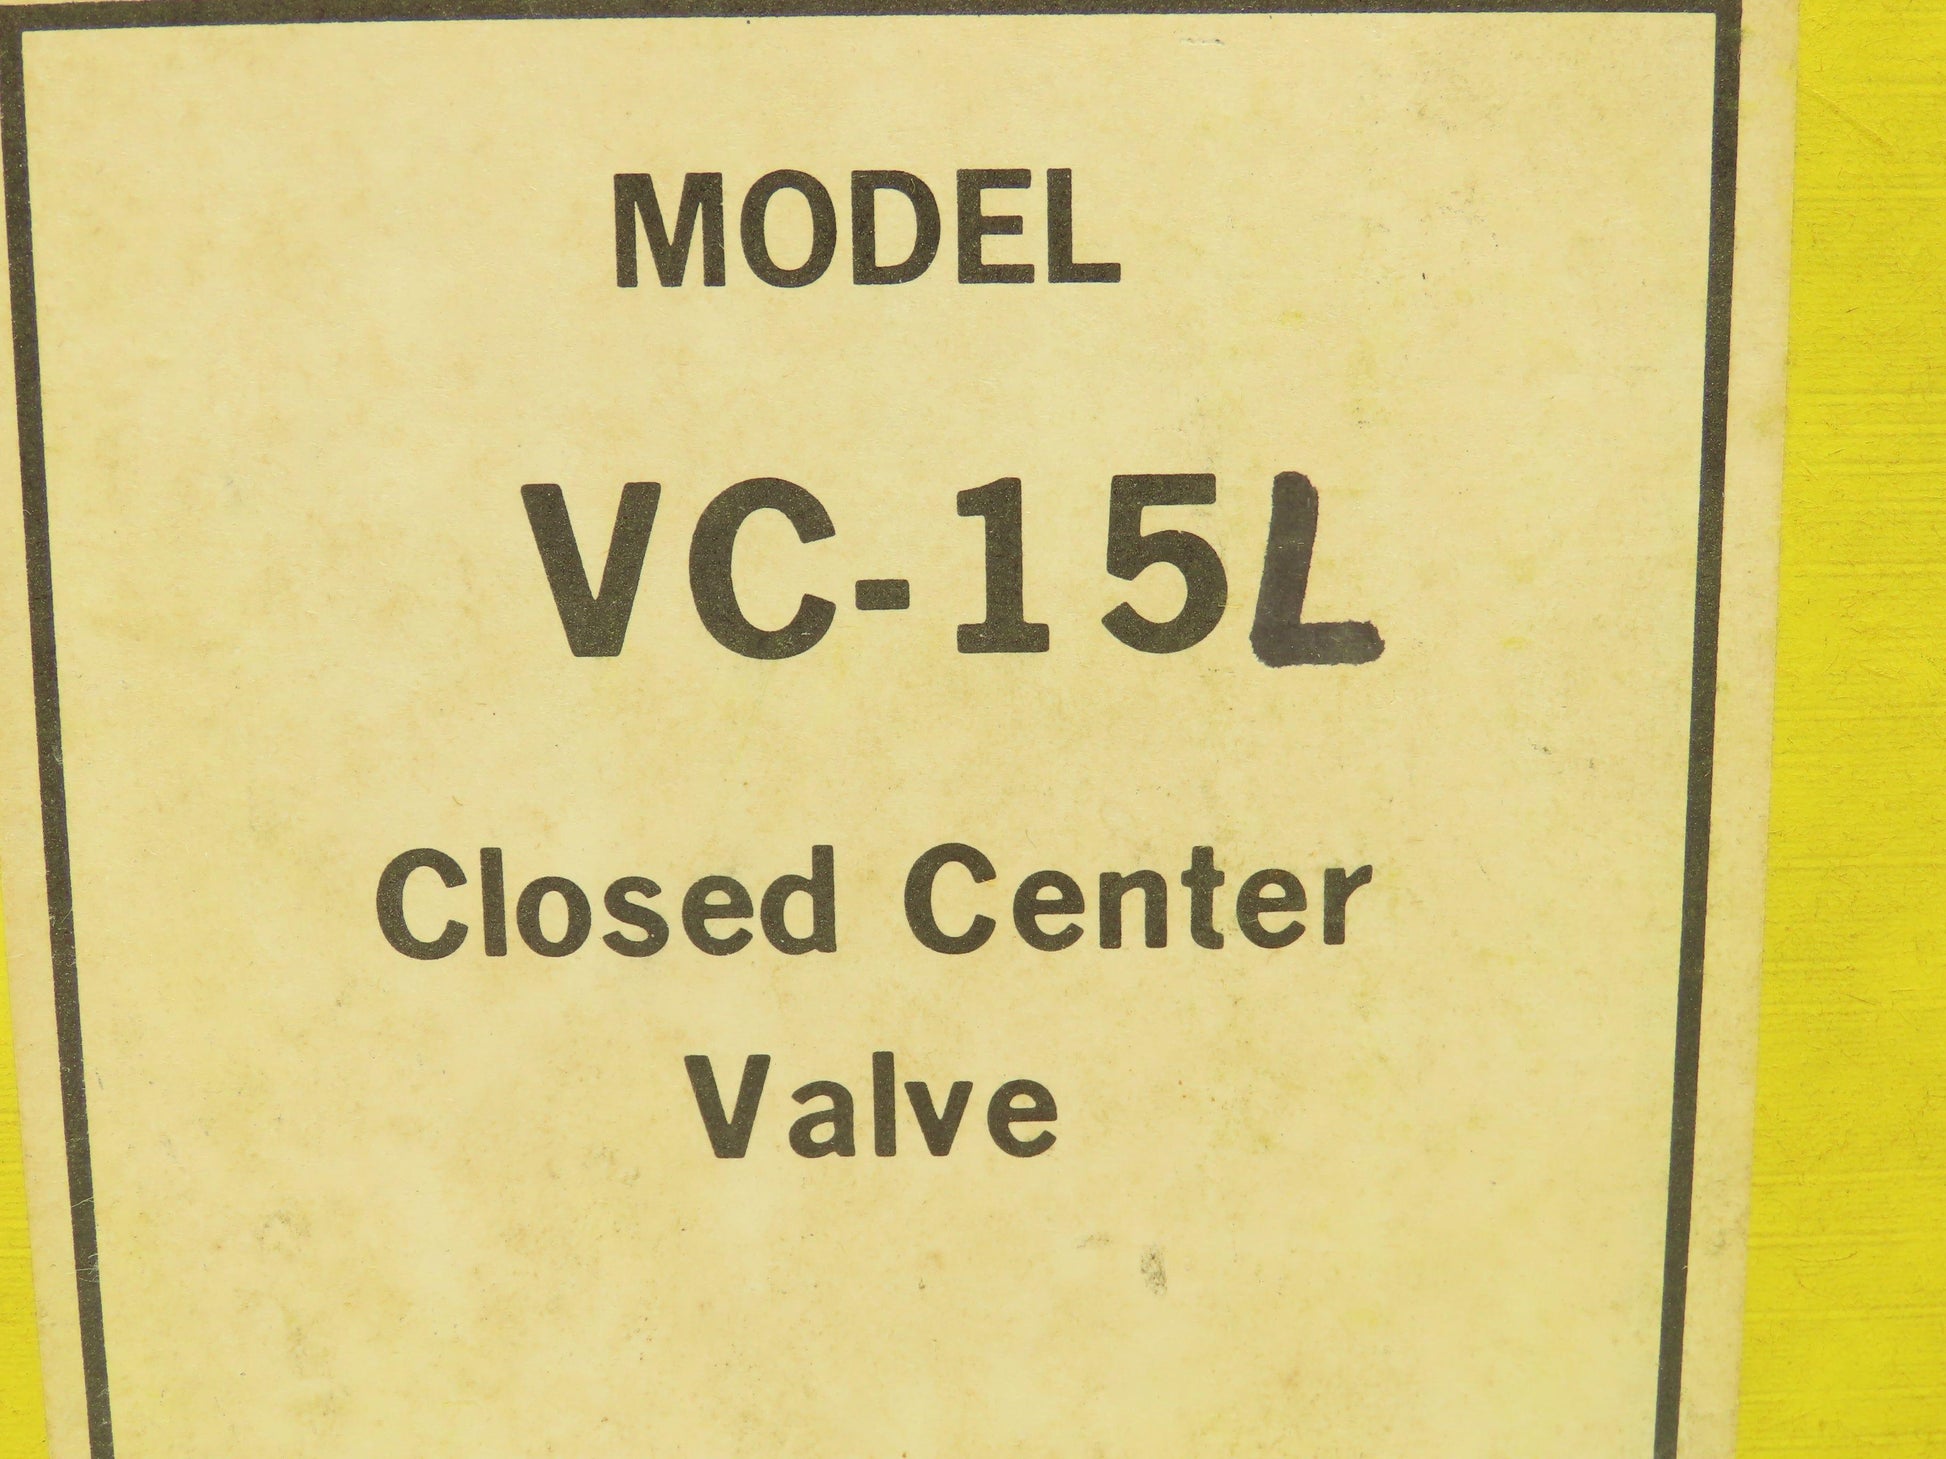 MODEL
VC-15L
Closed Center
Valve